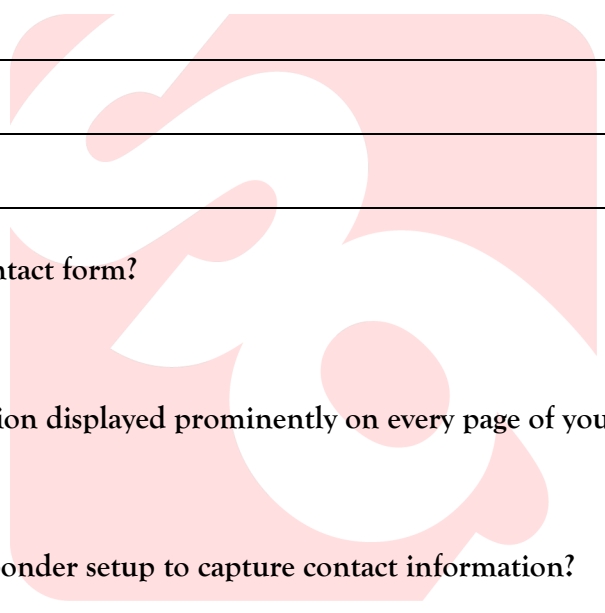 ntact form?
ion displayed prominently on every page of you
onder setup to capture contact information?